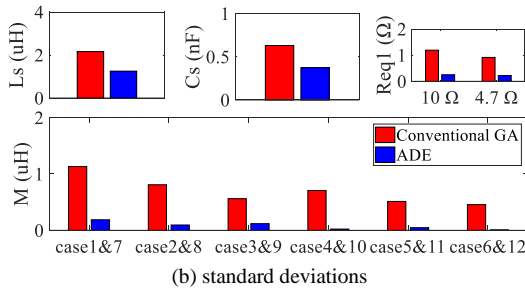 Ls (uH)
4
2
0
Cs (nF)
1
0.5
0
Req1 (Ω)
2
1
0
10 Ω
4.7 Ω
M (uH)
2
1
0
Conventional GA
ADE
case1&7
case2&8
case3&9
case4&10
case5&11
case6&12
(b) standard deviations